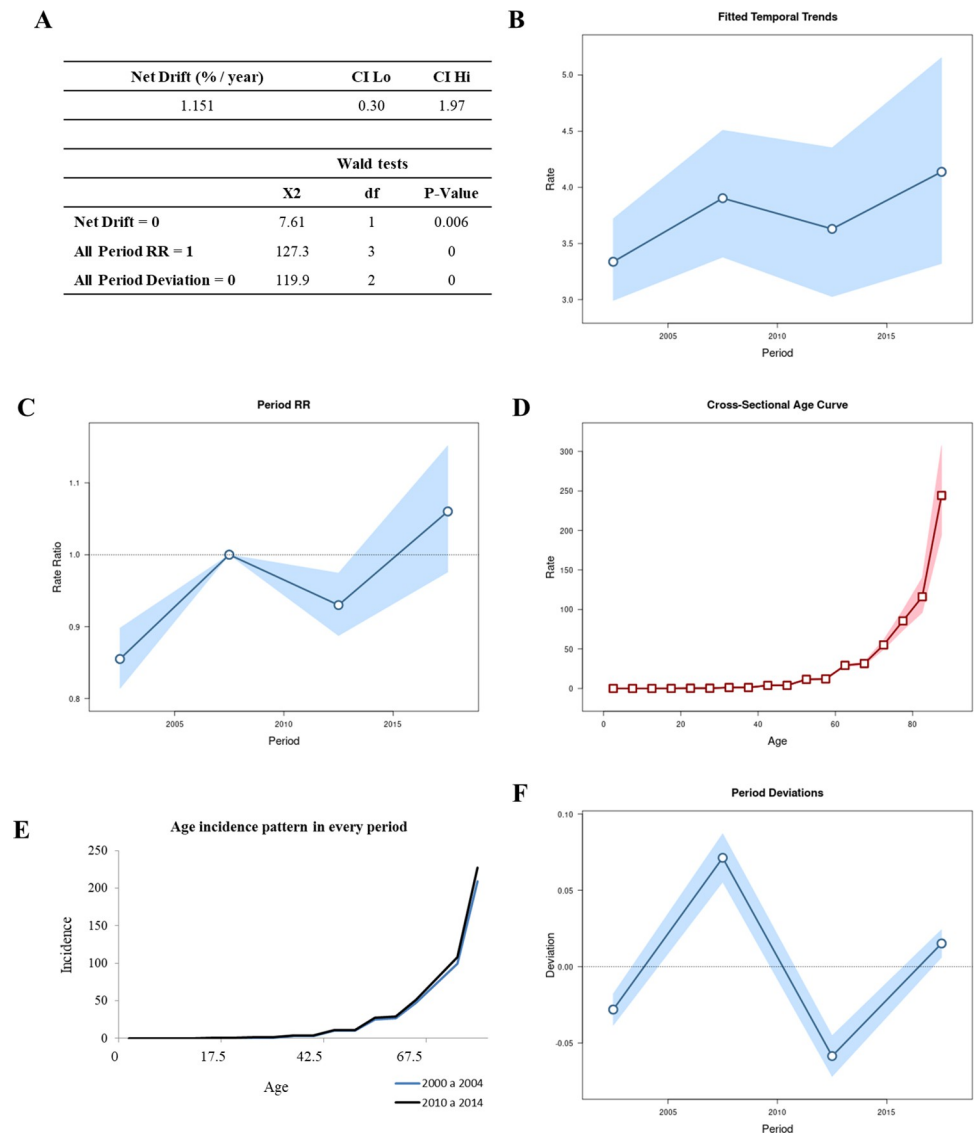 A
Net Drift (% / year) CI Lo CI Hi
1.151 0.30 1.97
Wald tests
X2 df P-Value
Net Drift = 0 7.61 1 0.006
All Period RR = 1 127.3 3 0
All Period Deviation = 0 119.9 2 0
B
Fitted Temporal Trends
5.0
4.5
4.0
3.5
3.0
Rate
2005 2010 2015
Period
C
Period RR
1.1
1.0
0.9
0.8
Rate Ratio
2005 2010 2015
Period
D
Cross-Sectional Age Curve
300
250
200
150
100
50
0
Rate
0 20 40 60 80
Age
E
Age incidence pattern in every period
250
200
150
100
50
0
Incidence
0 17.5 42.5 67.5
Age
2000 a 2004
2010 a 2014
F
Period Deviations
0.10
0.05
0.00
-0.05
Deviation
2005 2010 2015
Period